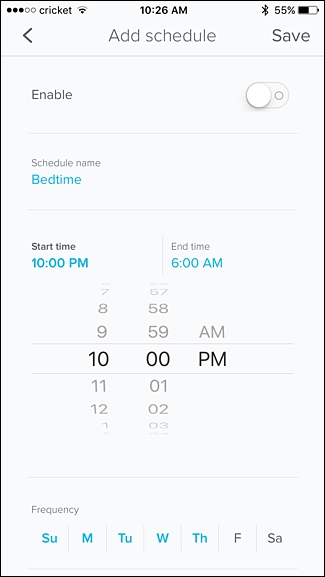 cricket 10:26 AM 55%
Add schedule Save
Enable
Schedule name
Bedtime
Start time End time
10:00 PM 6:00 AM
7 57
8 58
9 59 AM
10 00 PM
11 01
12 02
1 03
Frequency
Su M Tu W Th F Sa